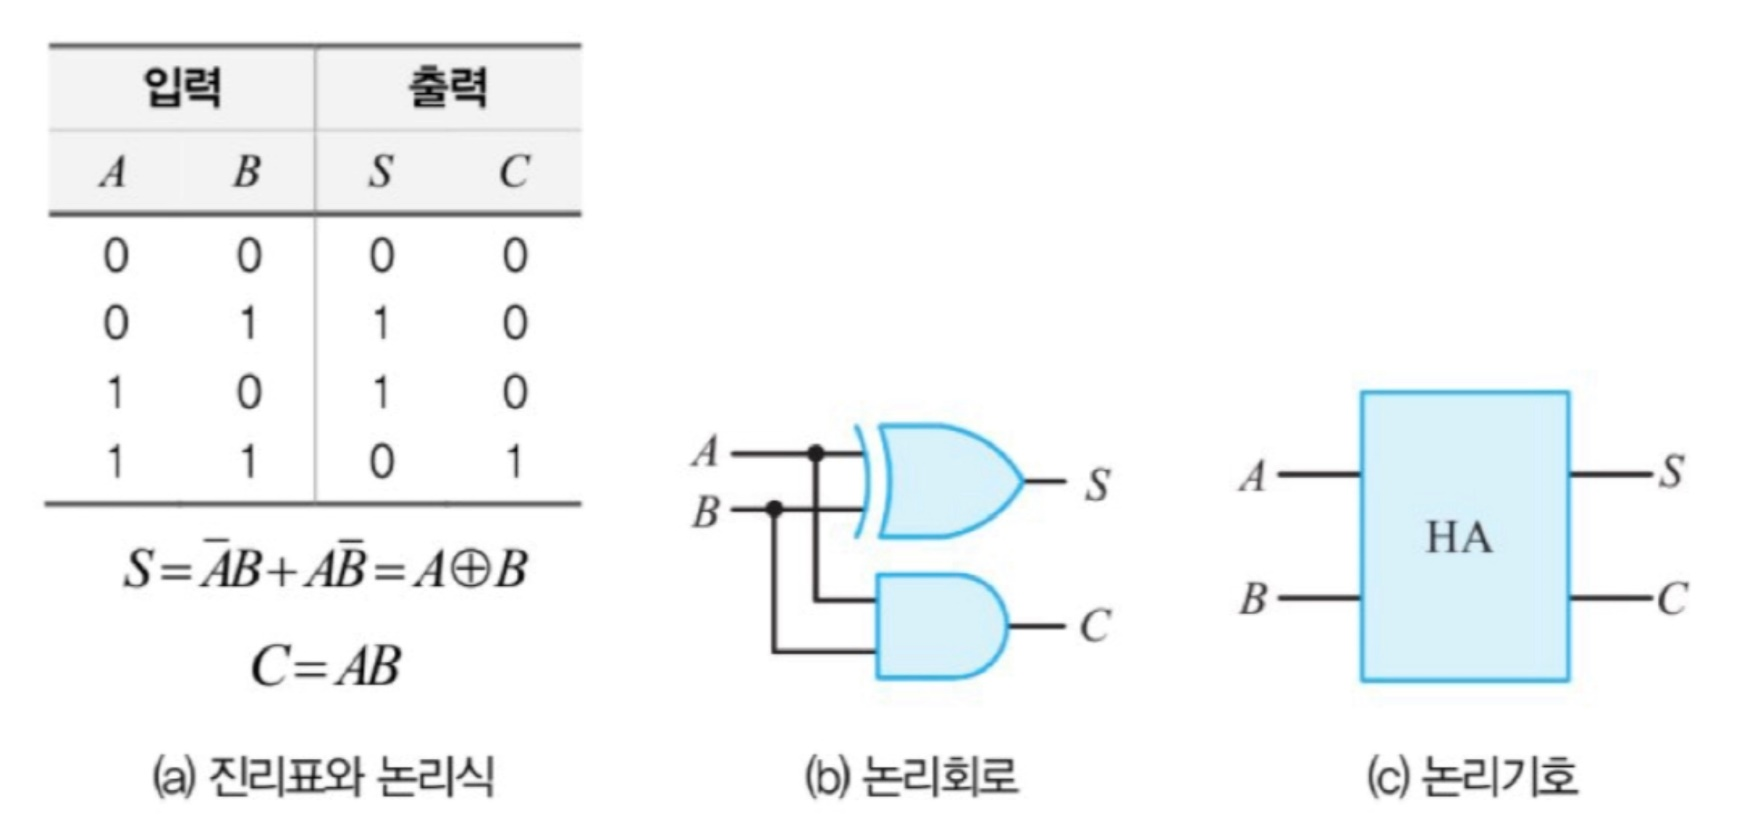 입력 출력
A B S C
0 0 0 0
0 1 1 0
1 0 1 0
1 1 0 1
S = A̅B + AB̅ = A⊕B
C = AB
(a) 진리표와 논리식
A
B
S
C
(b) 논리회로
A
B
HA
S
C
(c) 논리기호